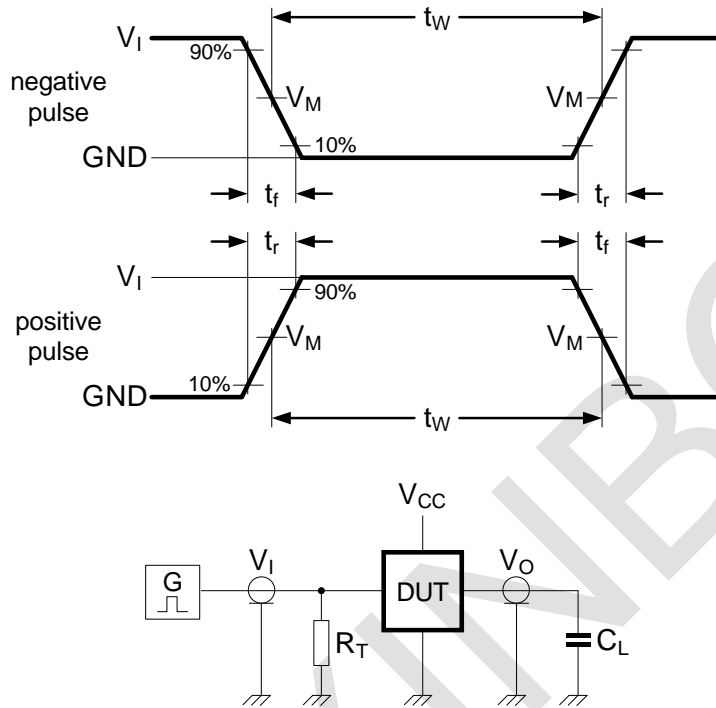 V_I
90%
t_W
negative
pulse
V_M
V_M
10%
GND
t_f
t_r
t_r
t_f
V_I
90%
positive
pulse
V_M
V_M
10%
GND
t_W
V_CC
V_I
V_O
G
DUT
R_T
C_L